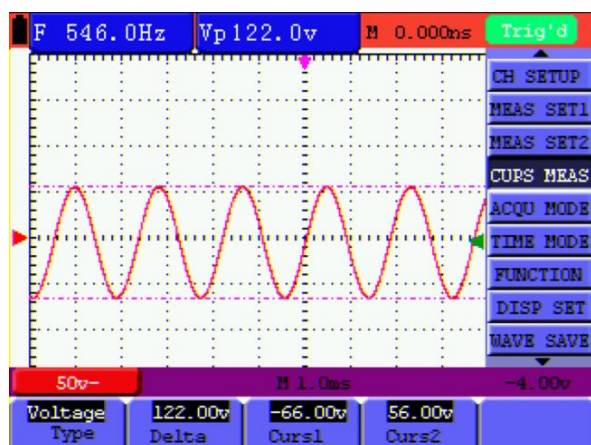 F 546.0Hz Vp122.0v M 0.000ns Trig'd
CH SETUP
MEAS SET1
MEAS SET2
CUPS MEAS
ACQU MODE
TIME MODE
FUNCTION
DISP SET
WAVE SAVE
50v~ M 1.0ms -4.00v
Voltage 122.00v -66.00v 56.00v
Type Delta Curs1 Curs2